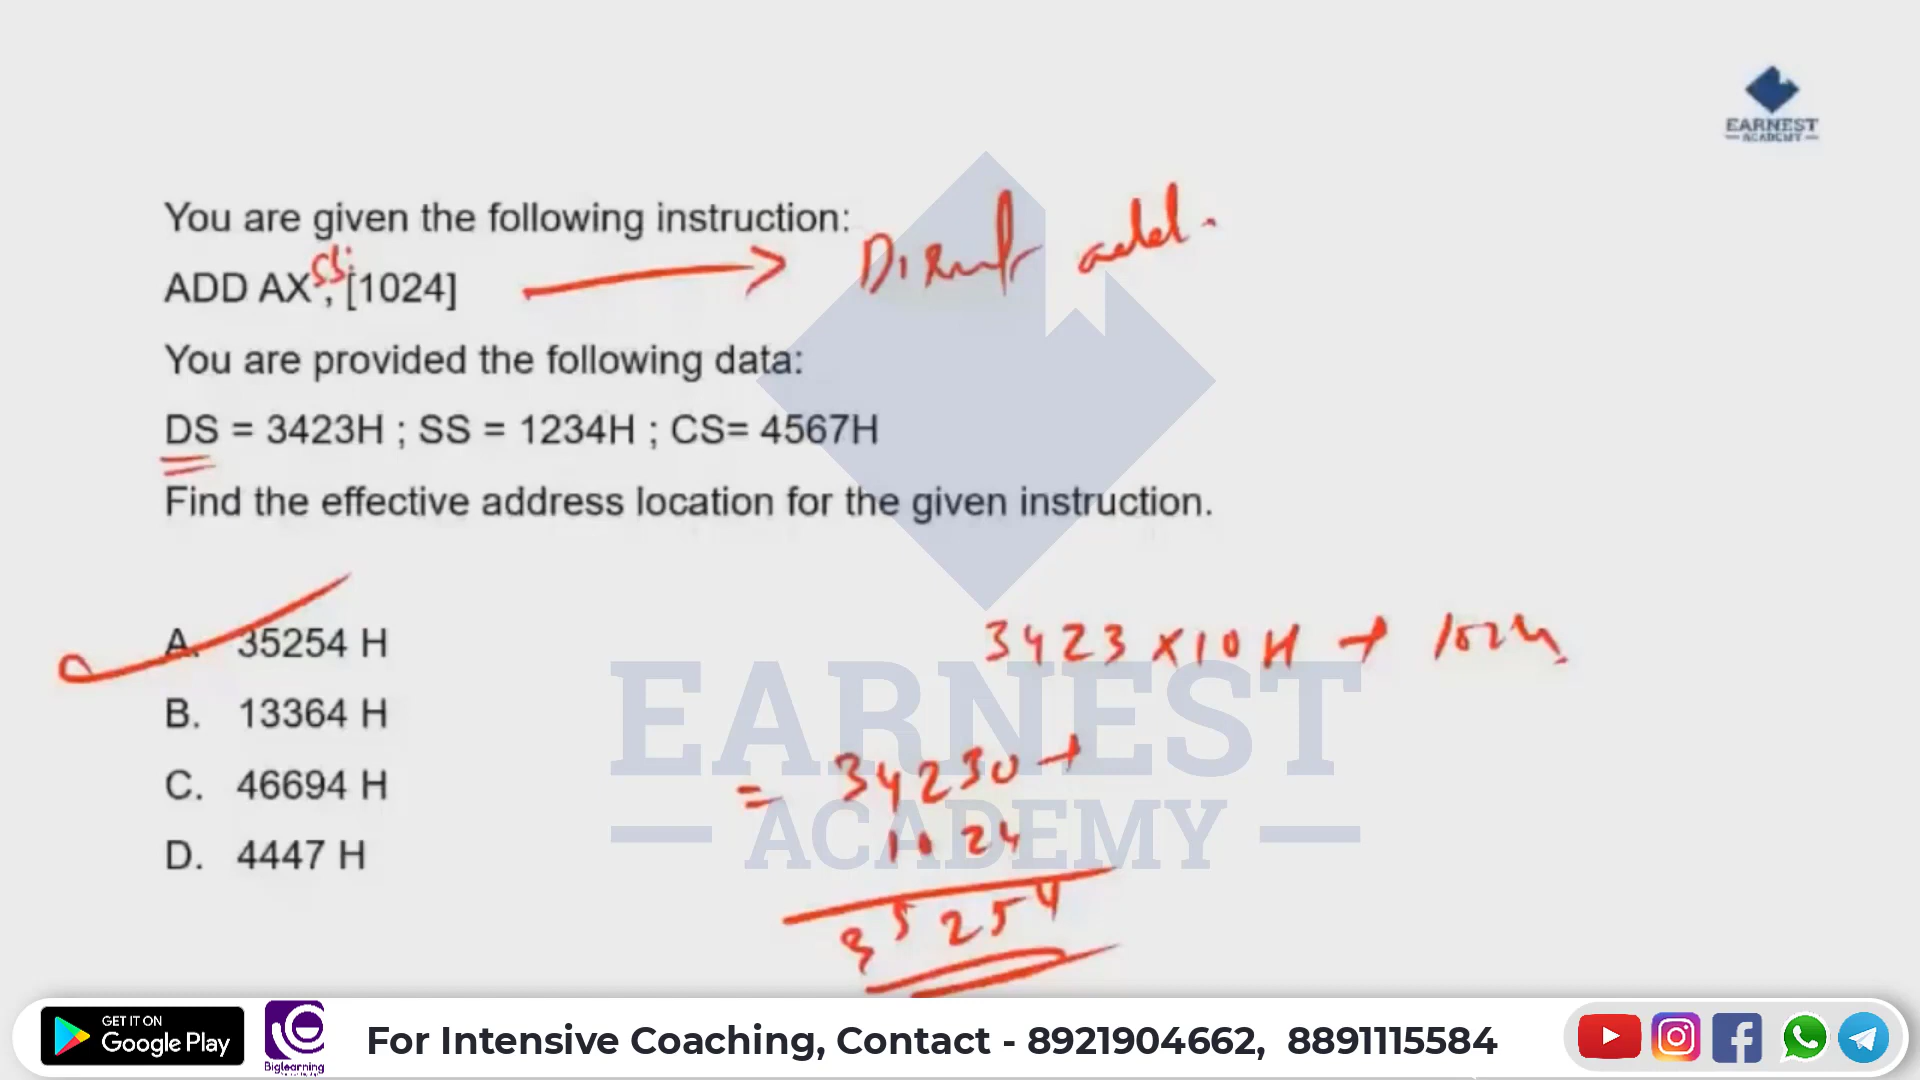 EARNEST
ACADEMY
You are given the following instruction:
ADD AX , [1024]
Direct add.
You are provided the following data:
DS = 3423H ; SS = 1234H ; CS= 4567H
Find the effective address location for the given instruction.
A. 35254 H
B. 13364 H
C. 46694 H
D. 4447 H
3423 x 10 H + 1024
= 34230 +
1024
35254
EARNEST
ACADEMY
GET IT ON
Google Play
Biglearning
For Intensive Coaching, Contact - 8921904662, 8891115584